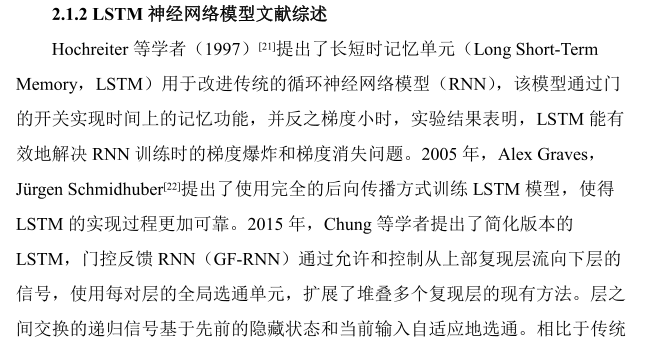 2.1.2 LSTM 神经网络模型文献综述
Hochreiter 等学者（1997）[21]提出了长短时记忆单元（Long Short-Term
Memory，LSTM）用于改进传统的循环神经网络模型（RNN），该模型通过门
的开关实现时间上的记忆功能，并反之梯度小时，实验结果表明，LSTM 能有
效地解决 RNN 训练时的梯度爆炸和梯度消失问题。2005 年，Alex Graves，
Jürgen Schmidhuber[22]提出了使用完全的后向传播方式训练 LSTM 模型，使得
LSTM 的实现过程更加可靠。2015 年，Chung 等学者提出了简化版本的
LSTM，门控反馈 RNN（GF-RNN）通过允许和控制从上部复现层流向下层的
信号，使用每对层的全局选通单元，扩展了堆叠多个复现层的现有方法。层之
间交换的递归信号基于先前的隐藏状态和当前输入自适应地选通。相比于传统